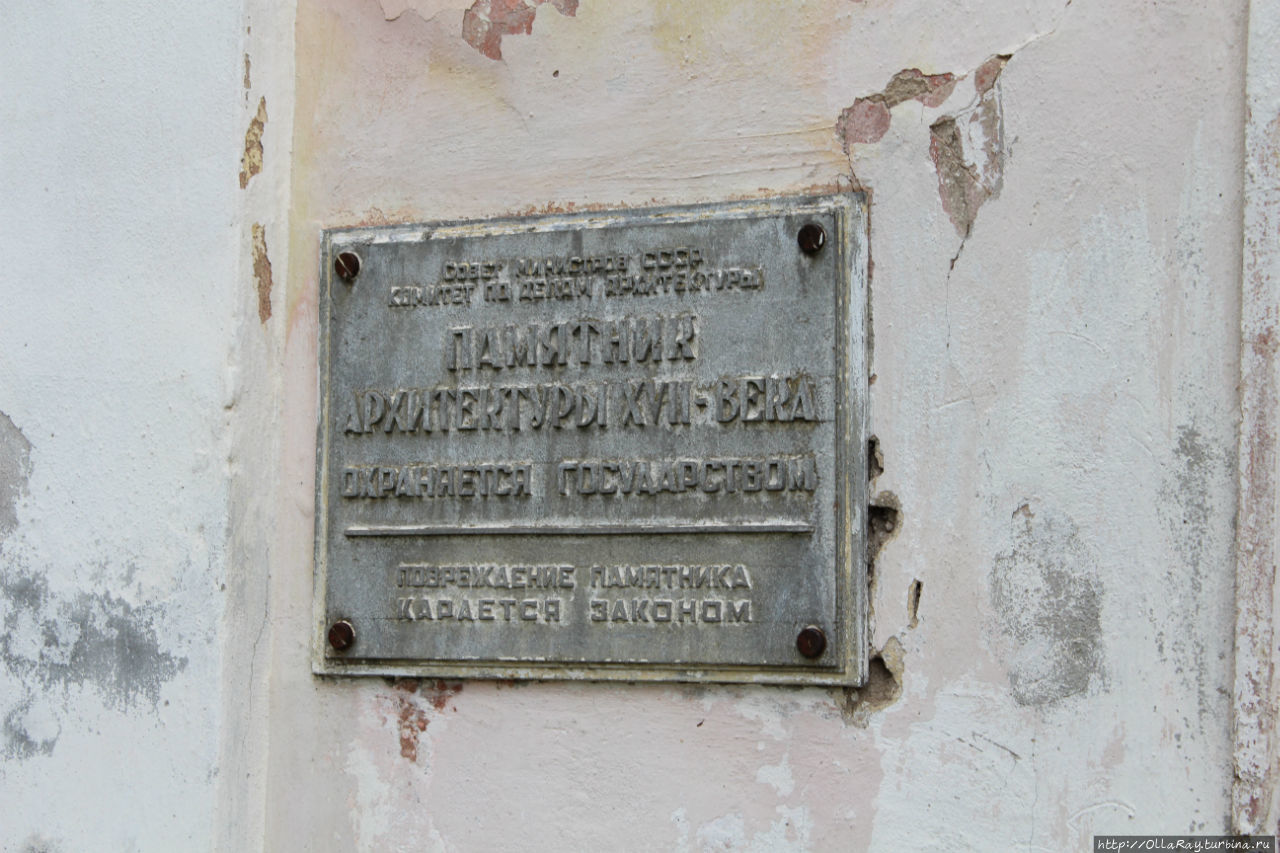 СОВЕТ МИНИСТРОВ СССР
КОМИТЕТ ПО ДЕЛАМ АРХИТЕКТУРЫ
ПАМЯТНИК
АРХИТЕКТУРЫ XVII-ВЕКА
ОХРАНЯЕТСЯ ГОСУДАРСТВОМ
ПОВРЕЖДЕНИЕ ПАМЯТНИКА
КАРАЕТСЯ ЗАКОНОМ
http://OllaRay.turbina.ru